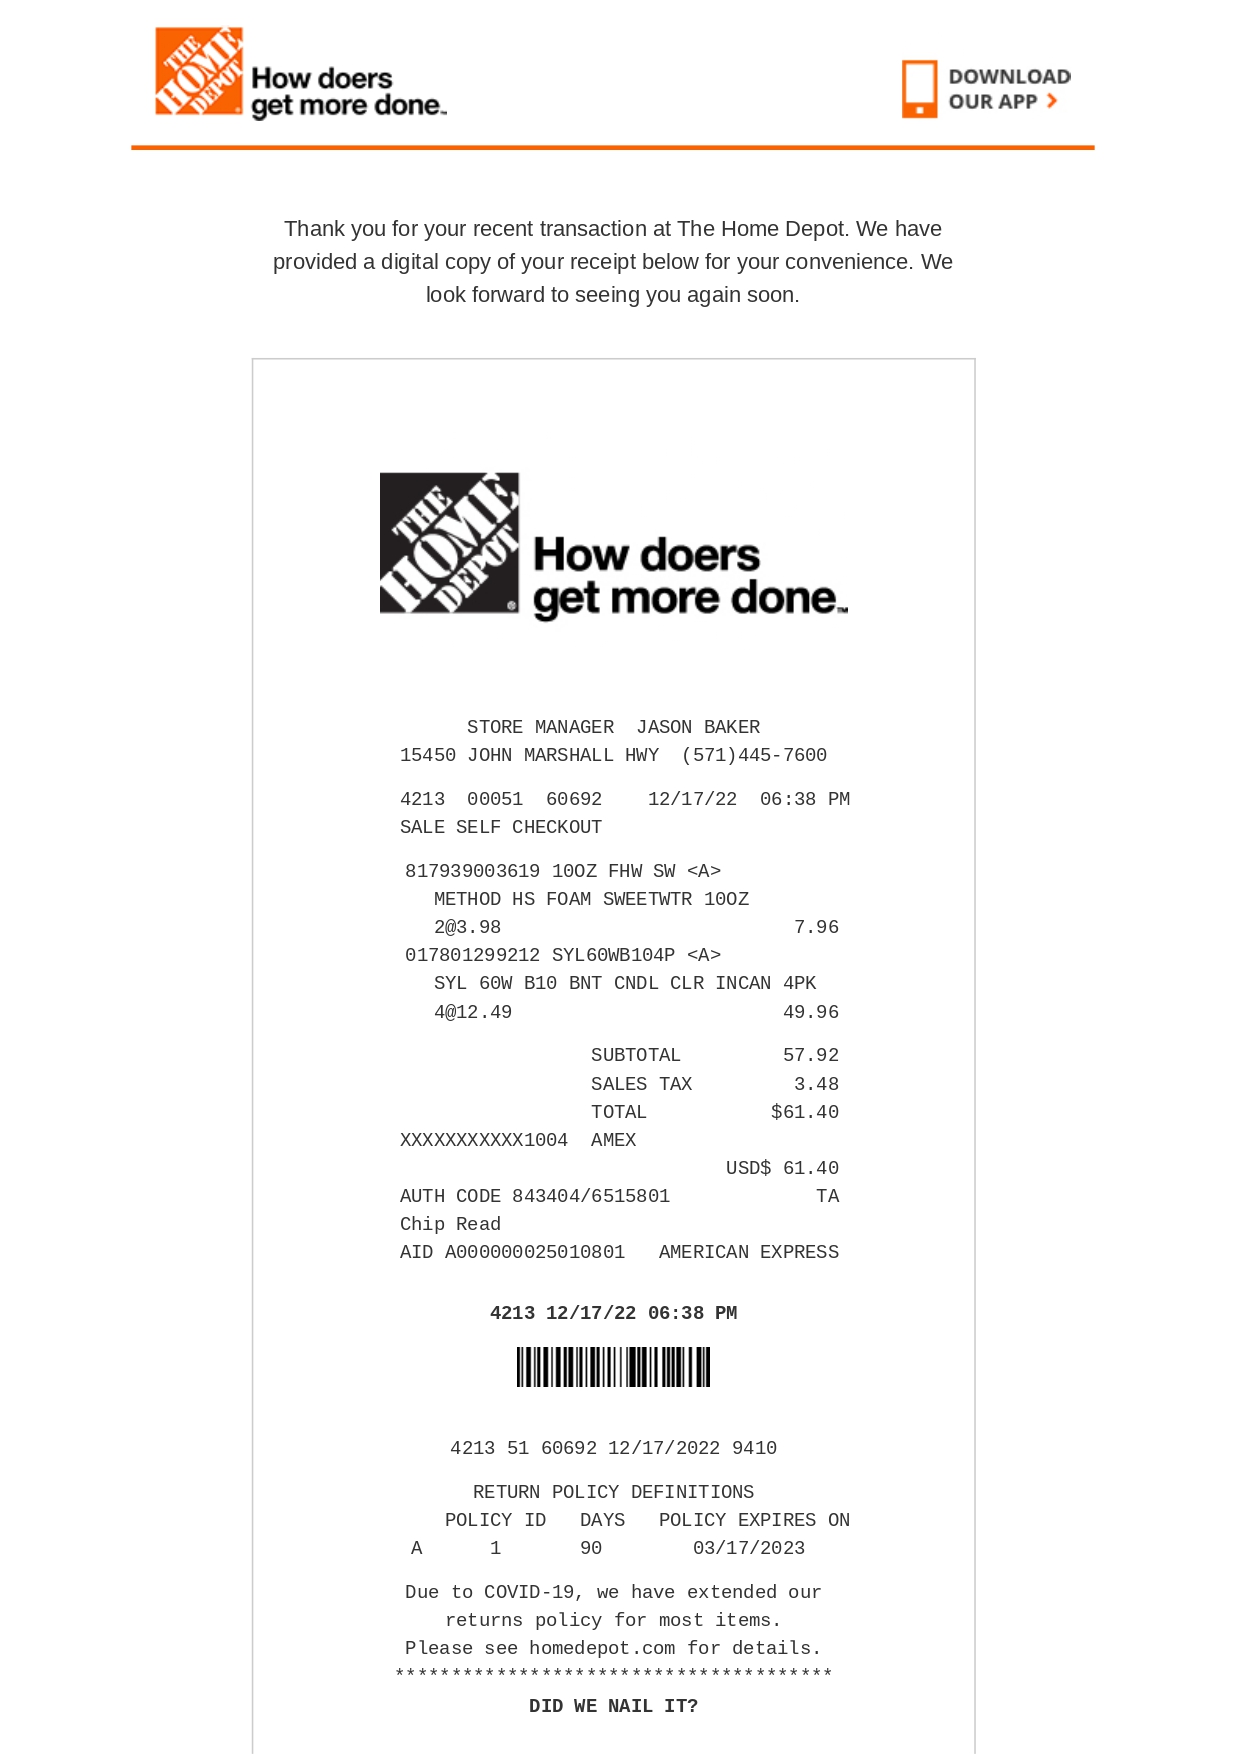 THE HOME DEPOT
How doers
get more done.™
DOWNLOAD
OUR APP >
Thank you for your recent transaction at The Home Depot. We have
provided a digital copy of your receipt below for your convenience. We
look forward to seeing you again soon.
THE HOME DEPOT ®
How doers
get more done.™
STORE MANAGER  JASON BAKER
15450 JOHN MARSHALL HWY  (571)445-7600
4213  00051  60692    12/17/22  06:38 PM
SALE SELF CHECKOUT
817939003619 10OZ FHW SW <A>
METHOD HS FOAM SWEETWTR 10OZ
2@3.98    7.96
017801299212 SYL60WB104P <A>
SYL 60W B10 BNT CNDL CLR INCAN 4PK
4@12.49    49.96
SUBTOTAL    57.92
SALES TAX    3.48
TOTAL    $61.40
XXXXXXXXXXX1004  AMEX
USD$ 61.40
AUTH CODE 843404/6515801    TA
Chip Read
AID A000000025010801   AMERICAN EXPRESS
4213 12/17/22 06:38 PM
4213 51 60692 12/17/2022 9410
RETURN POLICY DEFINITIONS
POLICY ID   DAYS   POLICY EXPIRES ON
A    1    90    03/17/2023
Due to COVID-19, we have extended our
returns policy for most items.
Please see homedepot.com for details.
***************************************
DID WE NAIL IT?